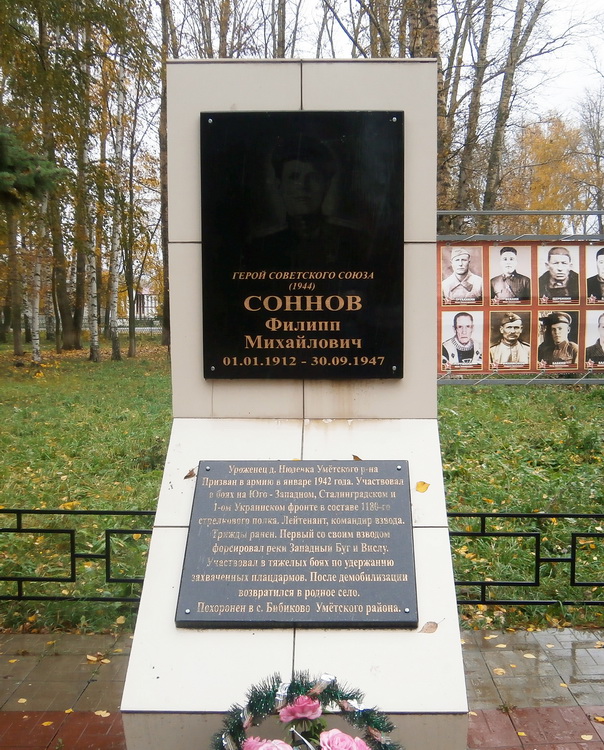 ГЕРОЙ СОВЕТСКОГО СОЮЗА
(1944)
СОННОВ
Филипп
Михайлович
01.01.1912 - 30.09.1947
Уроженец д. Нюдевка Умётского р-на
Призван в армию в январе 1942 года. Участвовал
в боях на Юго - Западном, Сталинградском и
1-ом Украинском фронте в составе 1180-го
стрелкового полка. Лейтенант, командир взвода.
Трижды ранен. Первый со своим взводом
форсировал реки Западный Буг и Вислу.
Участвовал в тяжелых боях по удержанию
захваченных плацдармов. После демобилизации
возвратился в родное село.
Похоронен в с. Бибиково Умётского района.